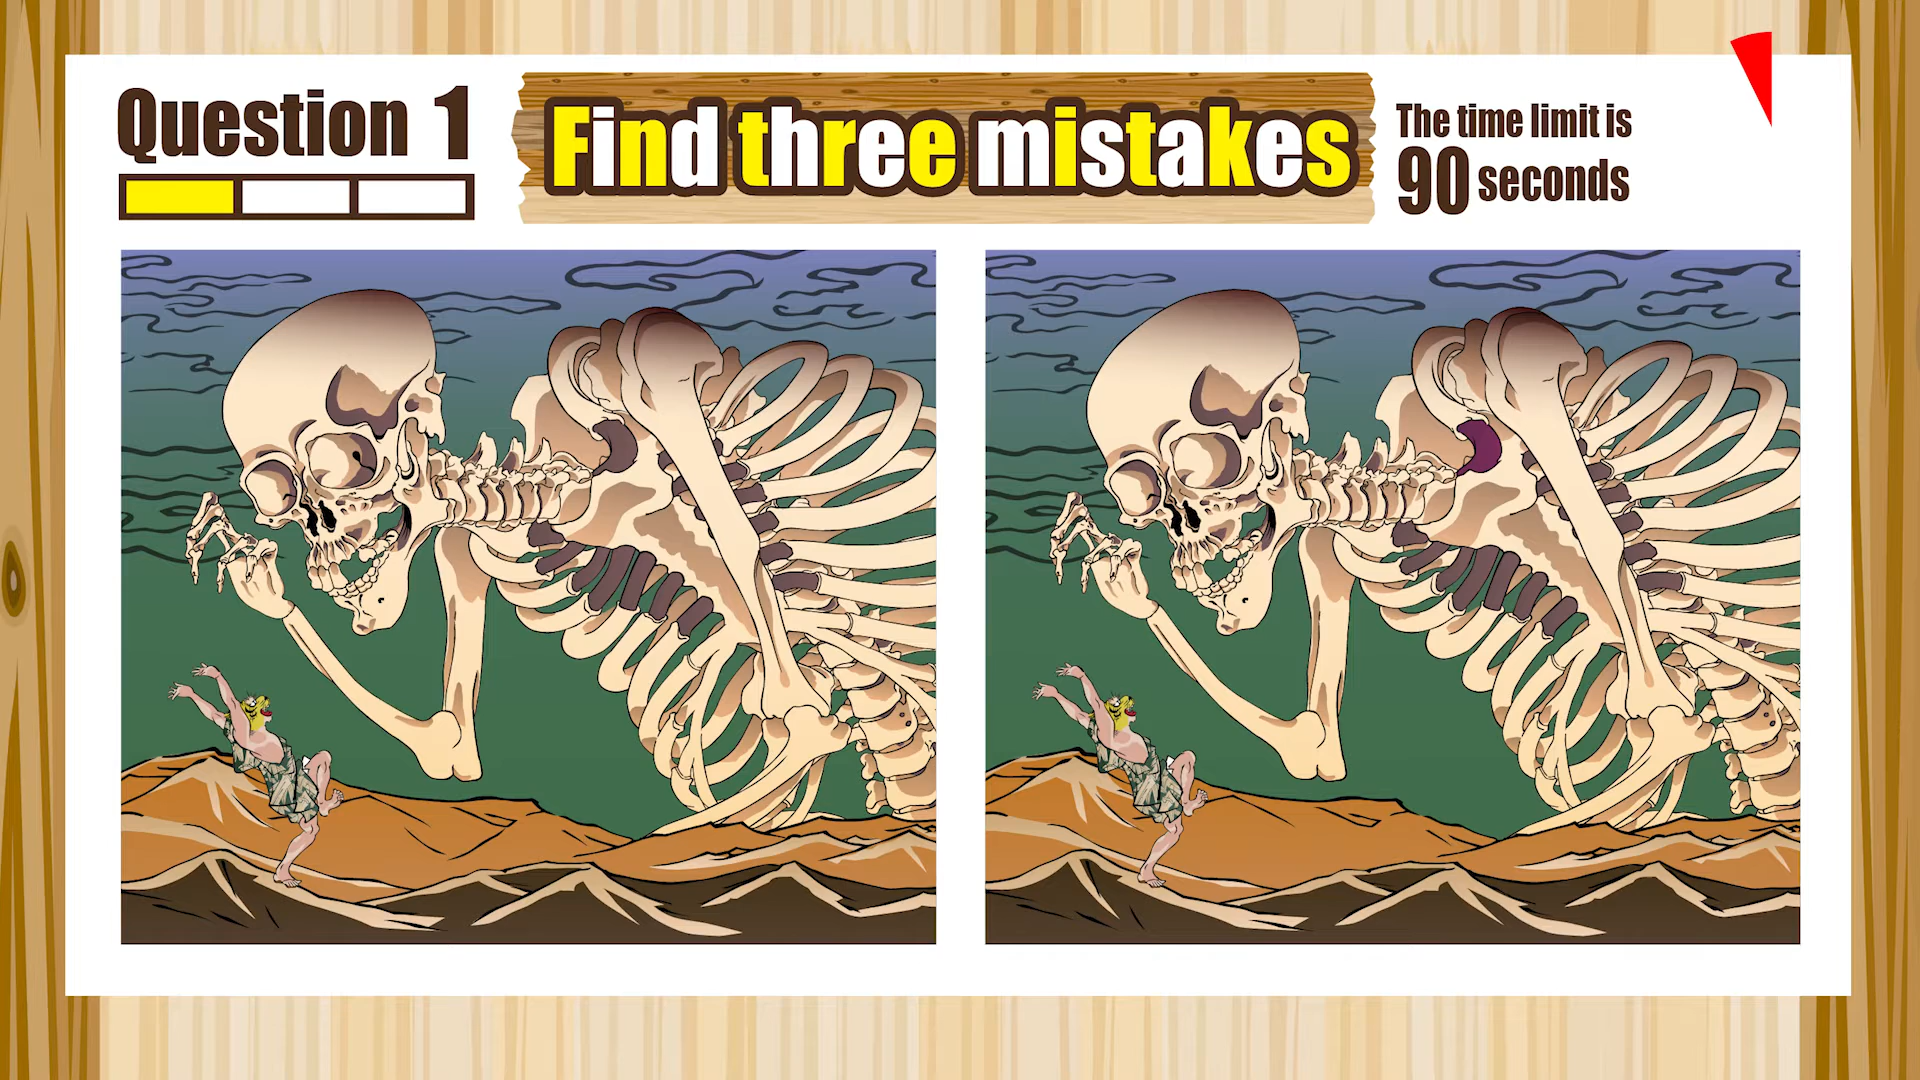 Question 1
Find three mistakes
The time limit is
90 seconds